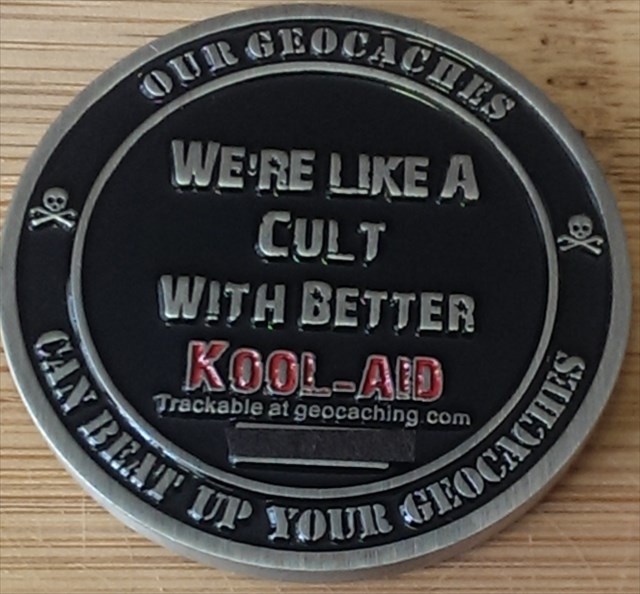 OUR GEOCACHES
WE'RE LIKE A
CULT
WITH BETTER
KOOL-AID
Trackable at geocaching.com
CAN BEAT UP YOUR GEOCACHES